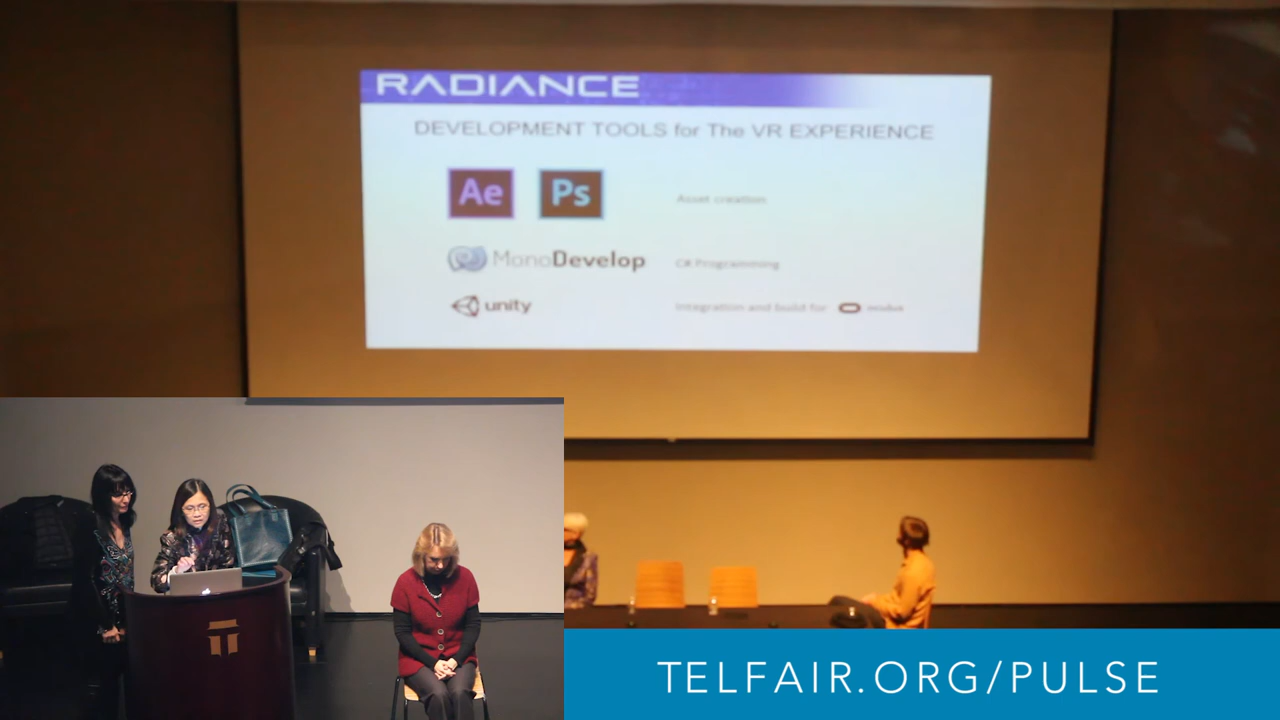 RADIANCE
DEVELOPMENT TOOLS for The VR EXPERIENCE
Ae Ps Asset creation
MonoDevelop C# Programming
unity Integration and build for oculus
T
TELFAIR.ORG/PULSE